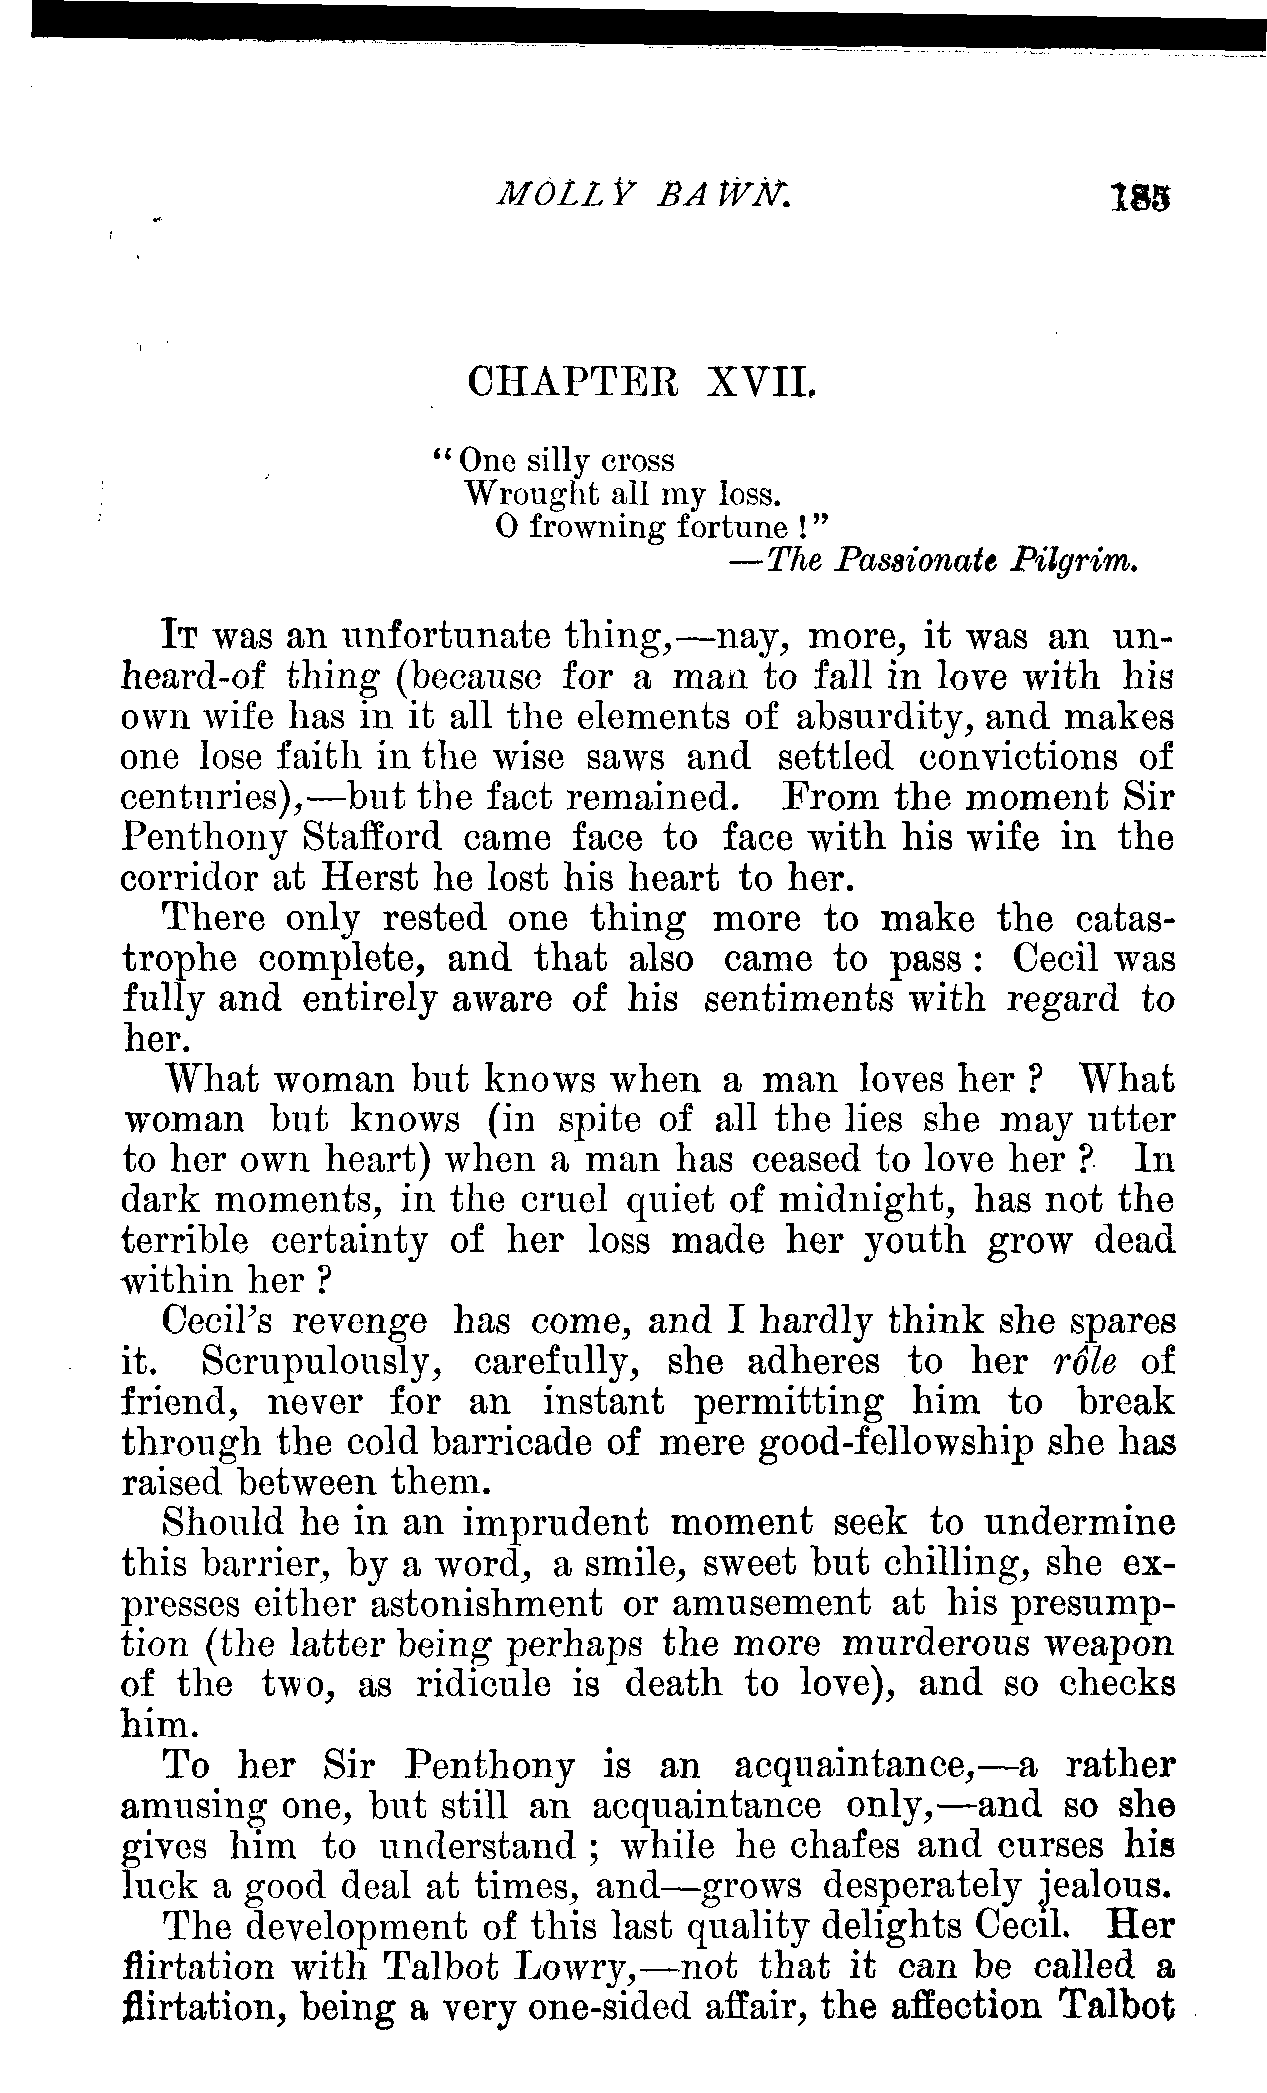 MOLLY BAWN. 185
CHAPTER XVII.
"One silly cross
Wrought all my loss.
O frowning fortune!"
—The Passionate Pilgrim.
IT was an unfortunate thing,—nay, more, it was an un-
heard-of thing (because for a man to fall in love with his
own wife has in it all the elements of absurdity, and makes
one lose faith in the wise saws and settled convictions of
centuries),—but the fact remained. From the moment Sir
Penthony Stafford came face to face with his wife in the
corridor at Herst he lost his heart to her.
There only rested one thing more to make the catas-
trophe complete, and that also came to pass: Cecil was
fully and entirely aware of his sentiments with regard to
her.
What woman but knows when a man loves her? What
woman but knows (in spite of all the lies she may utter
to her own heart) when a man has ceased to love her? In
dark moments, in the cruel quiet of midnight, has not the
terrible certainty of her loss made her youth grow dead
within her?
Cecil's revenge has come, and I hardly think she spares
it. Scrupulously, carefully, she adheres to her rôle of
friend, never for an instant permitting him to break
through the cold barricade of mere good-fellowship she has
raised between them.
Should he in an imprudent moment seek to undermine
this barrier, by a word, a smile, sweet but chilling, she ex-
presses either astonishment or amusement at his presump-
tion (the latter being perhaps the more murderous weapon
of the two, as ridicule is death to love), and so checks
him.
To her Sir Penthony is an acquaintance,—a rather
amusing one, but still an acquaintance only,—and so she
gives him to understand; while he chafes and curses his
luck a good deal at times, and—grows desperately jealous.
The development of this last quality delights Cecil. Her
flirtation with Talbot Lowry,—not that it can be called a
flirtation, being a very one-sided affair, the affection Talbot